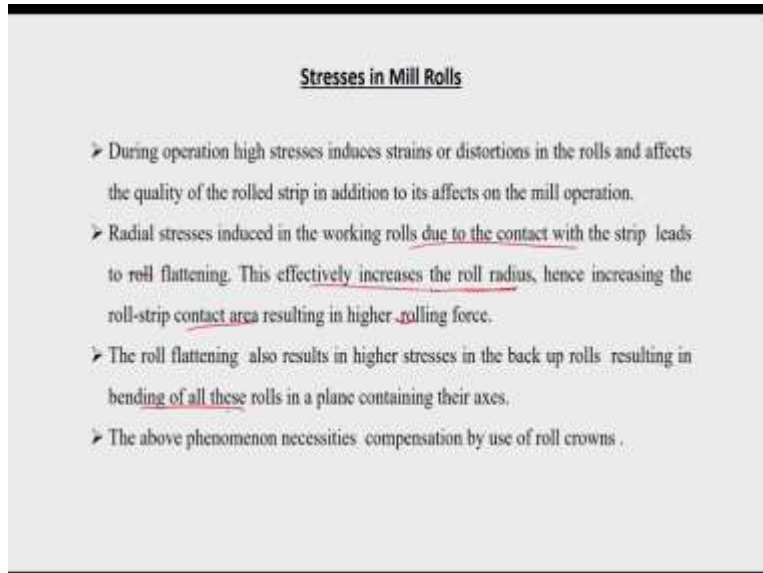 Stresses in Mill Rolls
➢ During operation high stresses induces strains or distortions in the rolls and affects
the quality of the rolled strip in addition to its affects on the mill operation.
➢ Radial stresses induced in the working rolls due to the contact with the strip leads
to roll flattening. This effectively increases the roll radius, hence increasing the
roll-strip contact area resulting in higher rolling force.
➢ The roll flattening also results in higher stresses in the back up rolls resulting in
bending of all these rolls in a plane containing their axes.
➢ The above phenomenon necessities compensation by use of roll crowns .